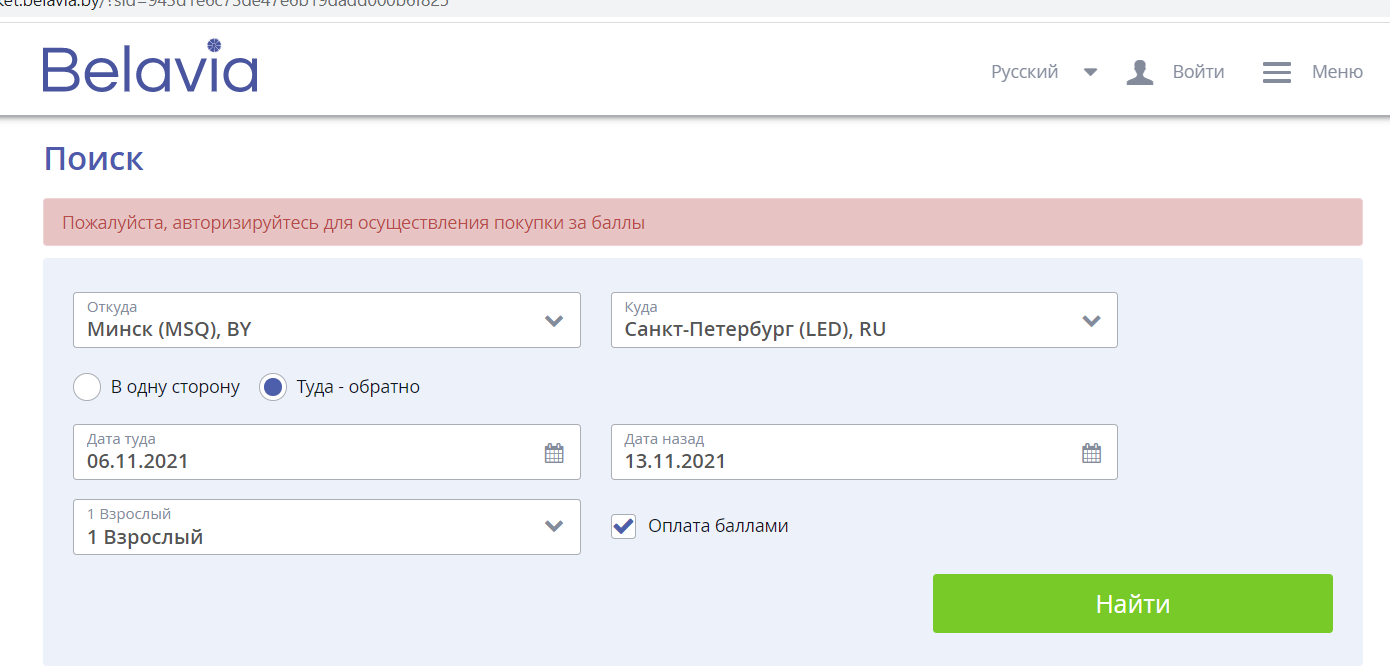 Belavia
Русский
Войти
Меню
Поиск
Пожалуйста, авторизируйтесь для осуществления покупки за баллы
Откуда
Минск (MSQ), BY
Куда
Санкт-Петербург (LED), RU
В одну сторону
Туда - обратно
Дата туда
06.11.2021
Дата назад
13.11.2021
1 Взрослый
1 Взрослый
Оплата баллами
Найти